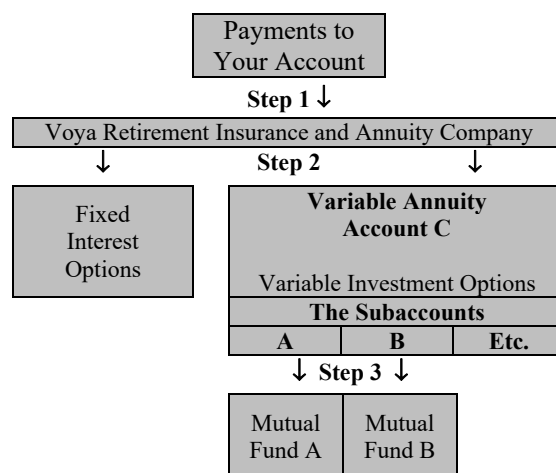 Payments to
Your Account
Step 1 ↓
Voya Retirement Insurance and Annuity Company
↓ Step 2 ↓
Fixed
Interest
Options
Variable Annuity
Account C
Variable Investment Options
The Subaccounts
A B Etc.
↓ Step 3 ↓
Mutual
Fund A
Mutual
Fund B